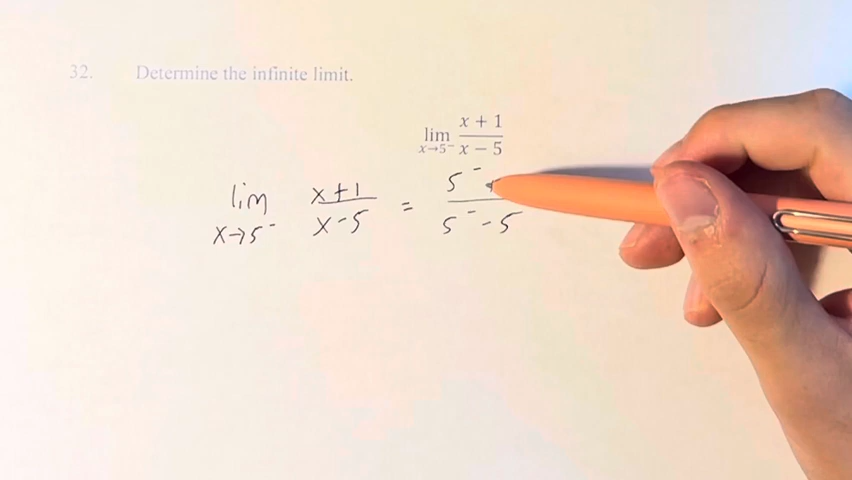 32. Determine the infinite limit.
lim x→5⁻ (x + 1)/(x − 5)
lim x→5⁻ (x+1)/(x-5) = 5⁻ / (5⁻ - 5)